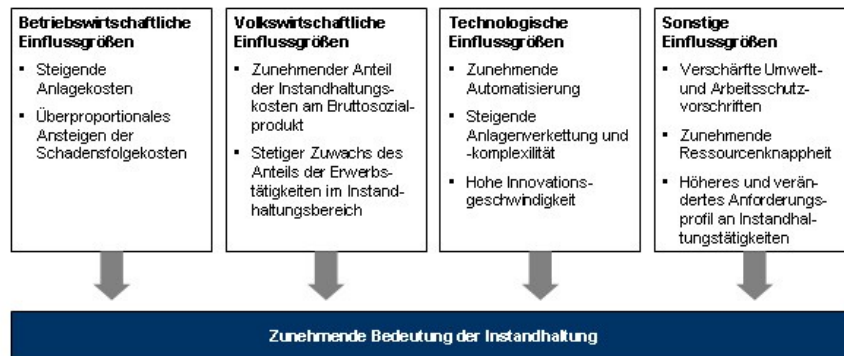 Betriebswirtschaftliche
Einflussgrößen
▪ Steigende
Anlagekosten
▪ Überproportionales
Ansteigen der
Schadensfolgekosten
Volkswirtschaftliche
Einflussgrößen
▪ Zunehmender Anteil
der Instandhaltungs-
kosten am Bruttosozial-
produkt
▪ Stetiger Zuwachs des
Anteils der Erwerbs-
tätigkeiten im Instand-
haltungsbereich
Technologische
Einflussgrößen
▪ Zunehmende
Automatisierung
▪ Steigende
Anlagenverkettung und
-komplexilität
▪ Hohe Innovations-
geschwindigkeit
Sonstige
Einflussgrößen
▪ Verschärfte Umwelt-
und Arbeitsschutz-
vorschriften
▪ Zunehmende
Ressourcenknappheit
▪ Höheres und verän-
dertes Anforderungs-
profil an Instandhal-
tungstätigkeiten
Zunehmende Bedeutung der Instandhaltung